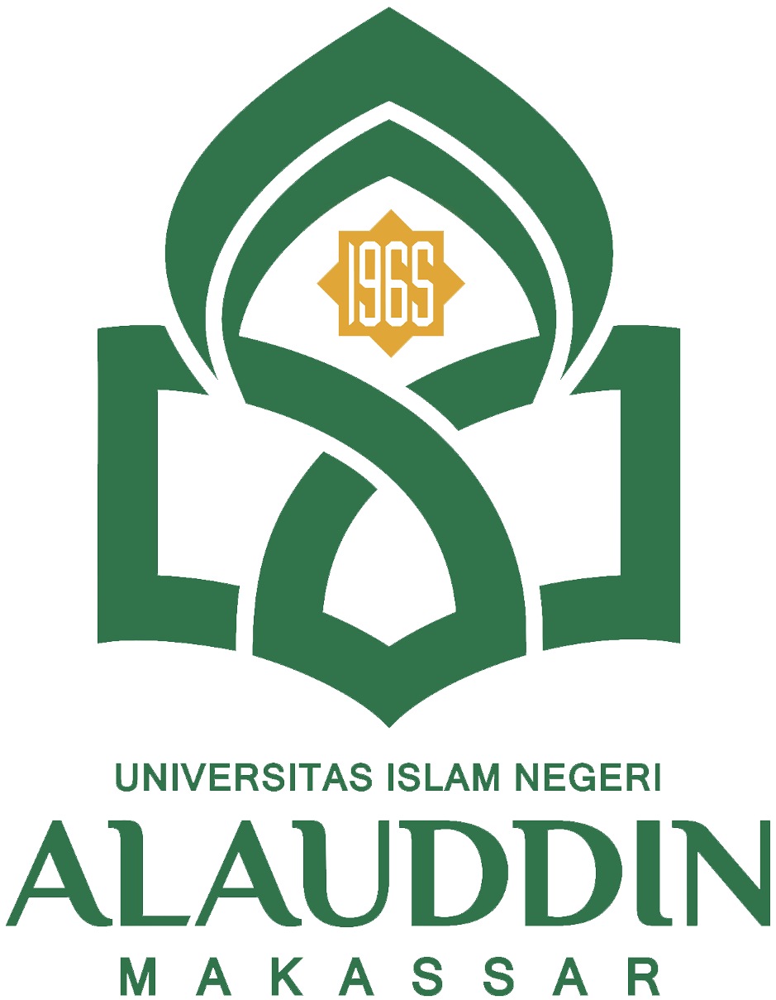 1965
UNIVERSITAS ISLAM NEGERI
ALAUDDIN
MAKASSAR